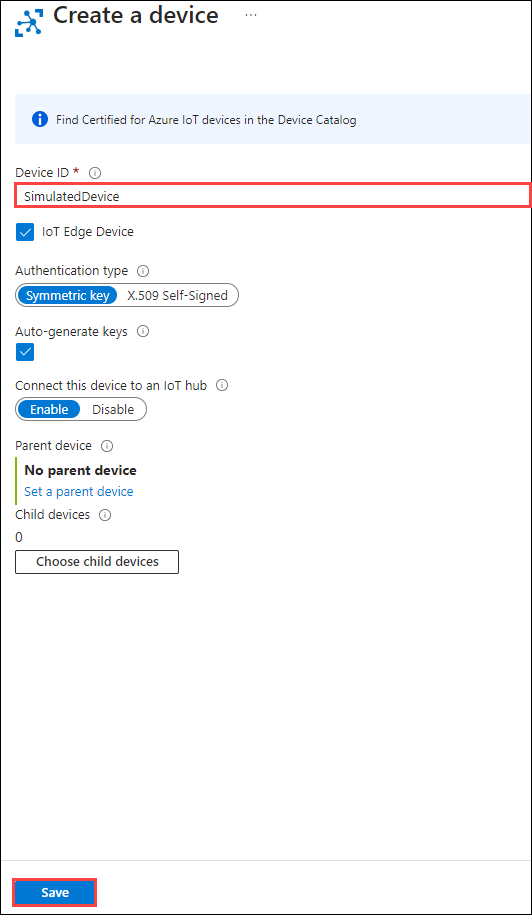 Create a device ...
Find Certified for Azure IoT devices in the Device Catalog
Device ID *
SimulatedDevice
IoT Edge Device
Authentication type
Symmetric key X.509 Self-Signed
Auto-generate keys
Connect this device to an IoT hub
Enable Disable
Parent device
No parent device
Set a parent device
Child devices
0
Choose child devices
Save